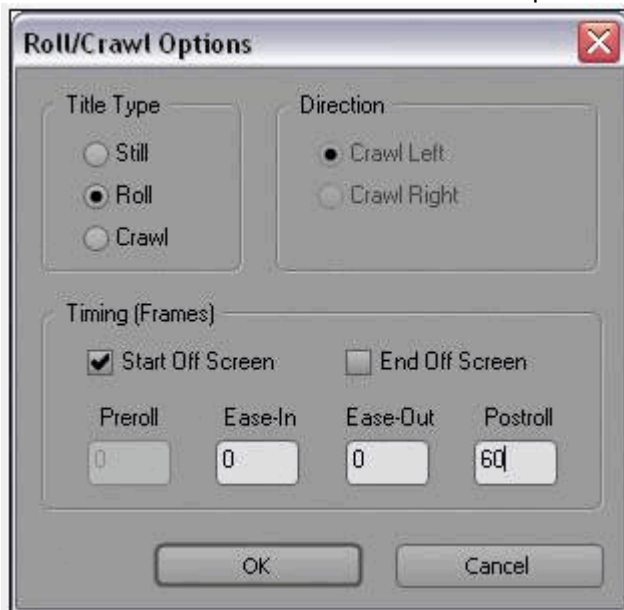 Roll/Crawl Options
Title Type
Direction
Still
Crawl Left
Roll
Crawl Right
Crawl
Timing (Frames)
Start Off Screen
End Off Screen
Preroll
Ease-In
Ease-Out
Postroll
0
0
0
60
OK
Cancel